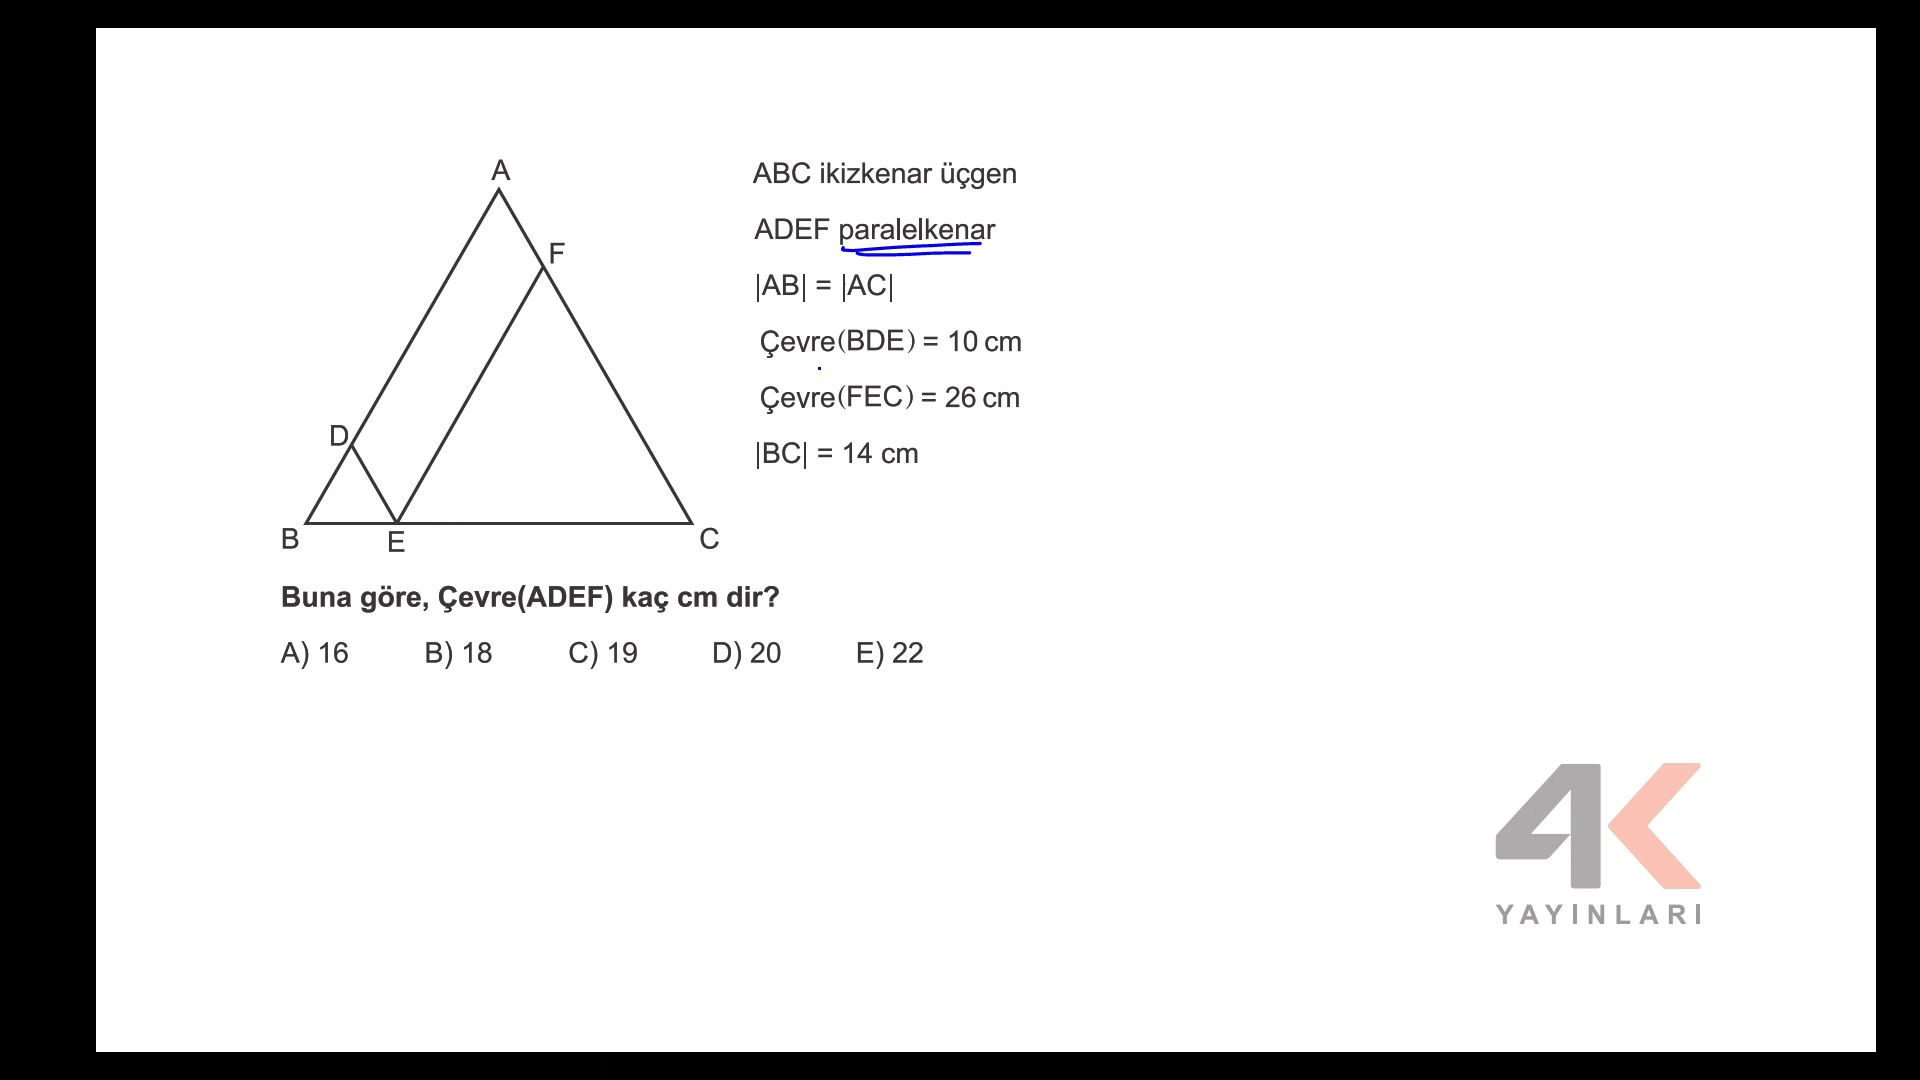 A
F
D
B
E
C
ABC ikizkenar üçgen
ADEF paralelkenar
|AB| = |AC|
Çevre(BDE) = 10 cm
Çevre(FEC) = 26 cm
|BC| = 14 cm
Buna göre, Çevre(ADEF) kaç cm dir?
A) 16 B) 18 C) 19 D) 20 E) 22
4K
YAYINLARI